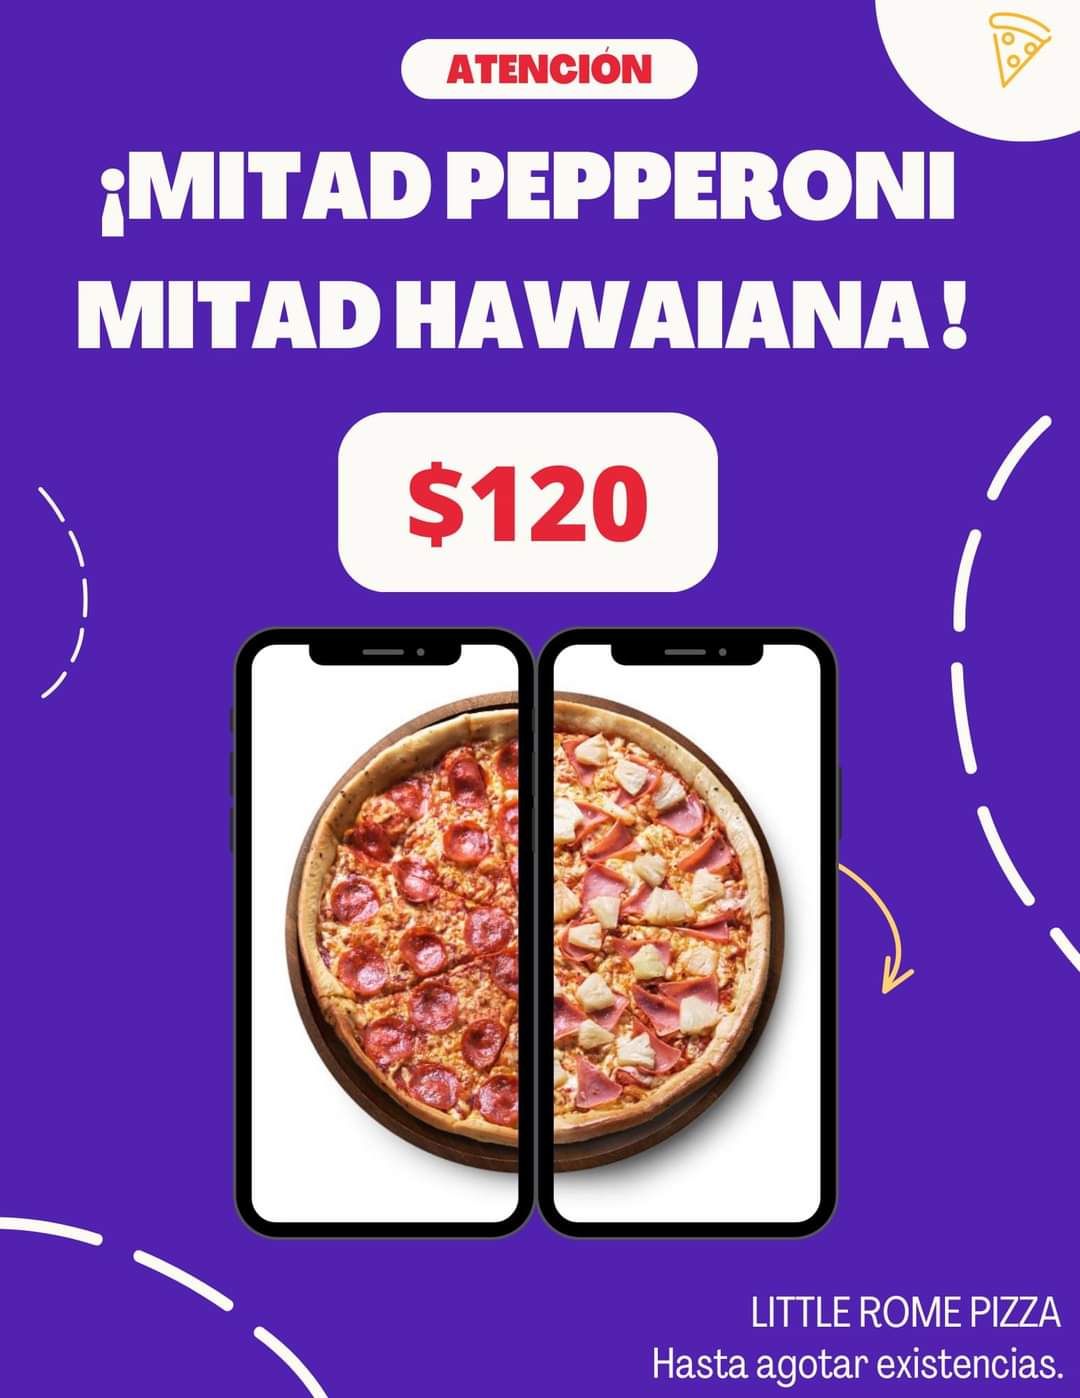 ATENCIÓN
¡MITAD PEPPERONI
MITAD HAWAIANA !
$120
LITTLE ROME PIZZA
Hasta agotar existencias.